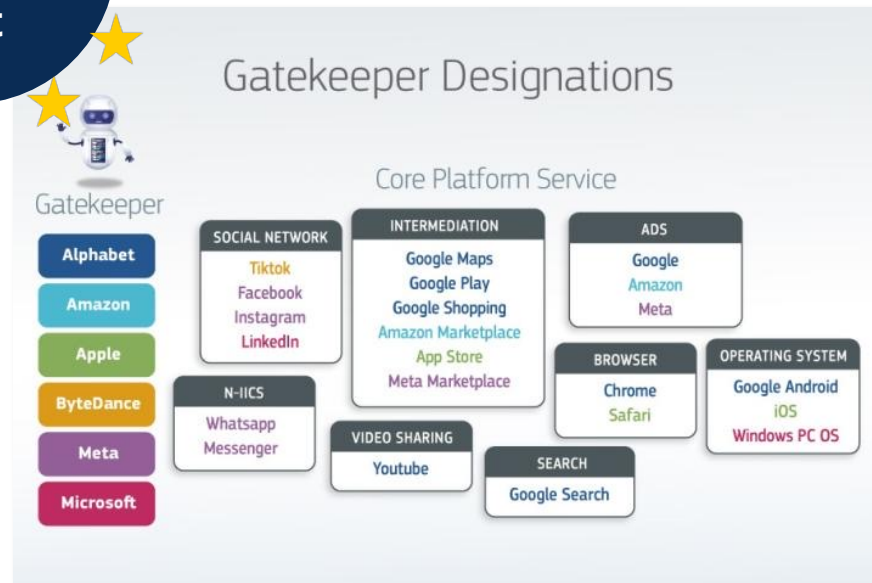 Gatekeeper Designations
Core Platform Service
Gatekeeper
Alphabet
Amazon
Apple
ByteDance
Meta
Microsoft
SOCIAL NETWORK
Tiktok
Facebook
Instagram
LinkedIn
INTERMEDIATION
Google Maps
Google Play
Google Shopping
Amazon Marketplace
App Store
Meta Marketplace
ADS
Google
Amazon
Meta
N-IICS
Whatsapp
Messenger
VIDEO SHARING
Youtube
BROWSER
Chrome
Safari
OPERATING SYSTEM
Google Android
iOS
Windows PC OS
SEARCH
Google Search